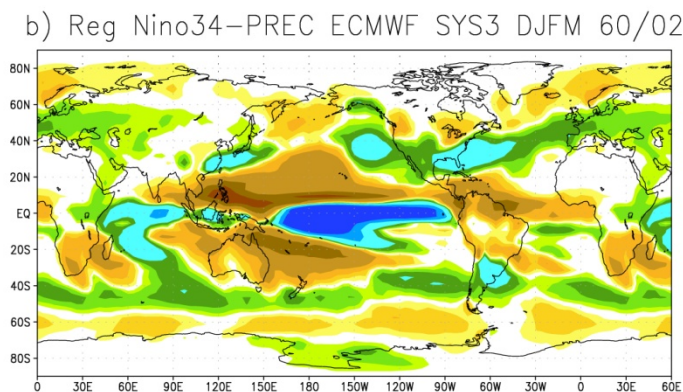 b) Reg Nino34-PREC ECMWF SYS3 DJFM 60/02
80N
60N
40N
20N
EQ
20S
40S
60S
80S
0 30E 60E 90E 120E 150E 180 150W 120W 90W 60W 30W 0 30E 60E